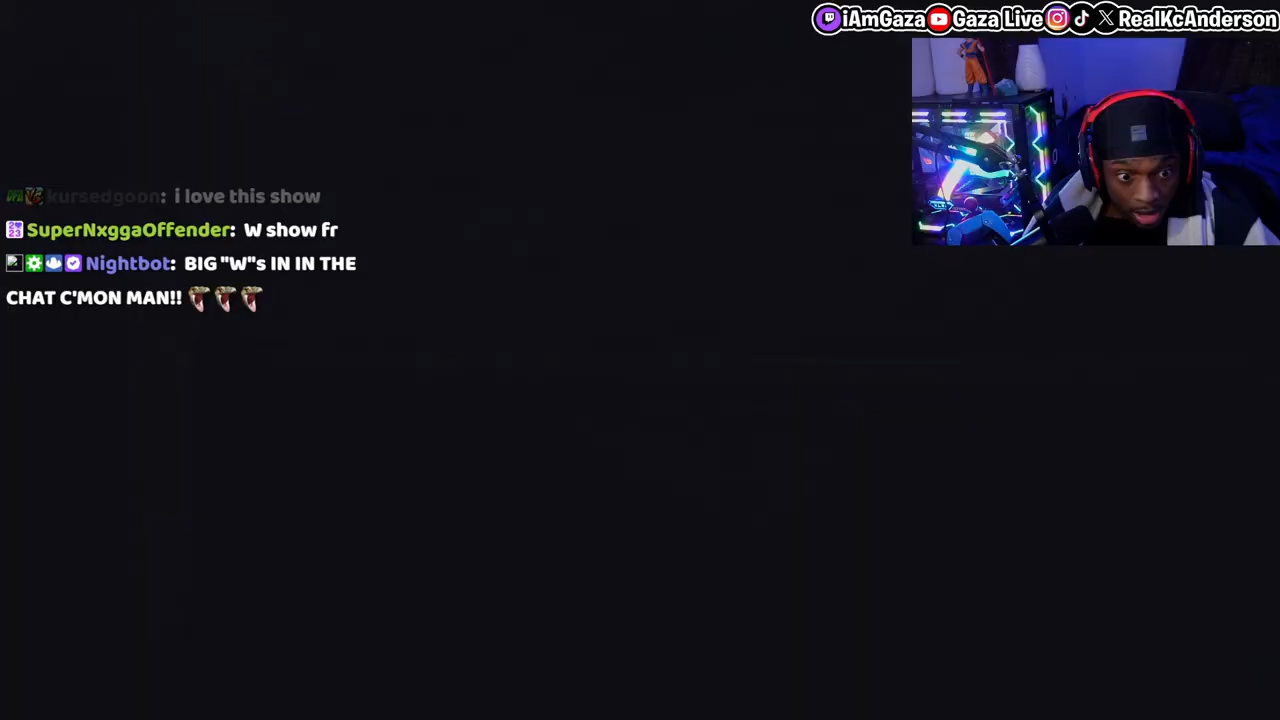 iAmGaza Gaza Live RealKcAnderson
kursedgoon: i love this show
SuperNxggaOffender: W show fr
Nightbot: BIG "W"s IN IN THE
CHAT C'MON MAN!!